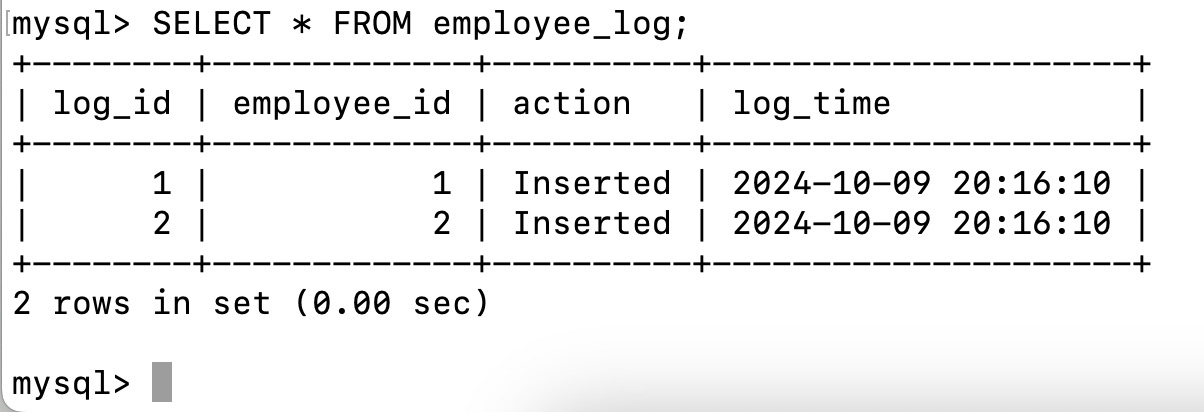 mysql> SELECT * FROM employee_log;
+--------+-------------+----------+---------------------+
| log_id | employee_id | action   | log_time            |
+--------+-------------+----------+---------------------+
|      1 |           1 | Inserted | 2024-10-09 20:16:10 |
|      2 |           2 | Inserted | 2024-10-09 20:16:10 |
+--------+-------------+----------+---------------------+
2 rows in set (0.00 sec)
mysql>